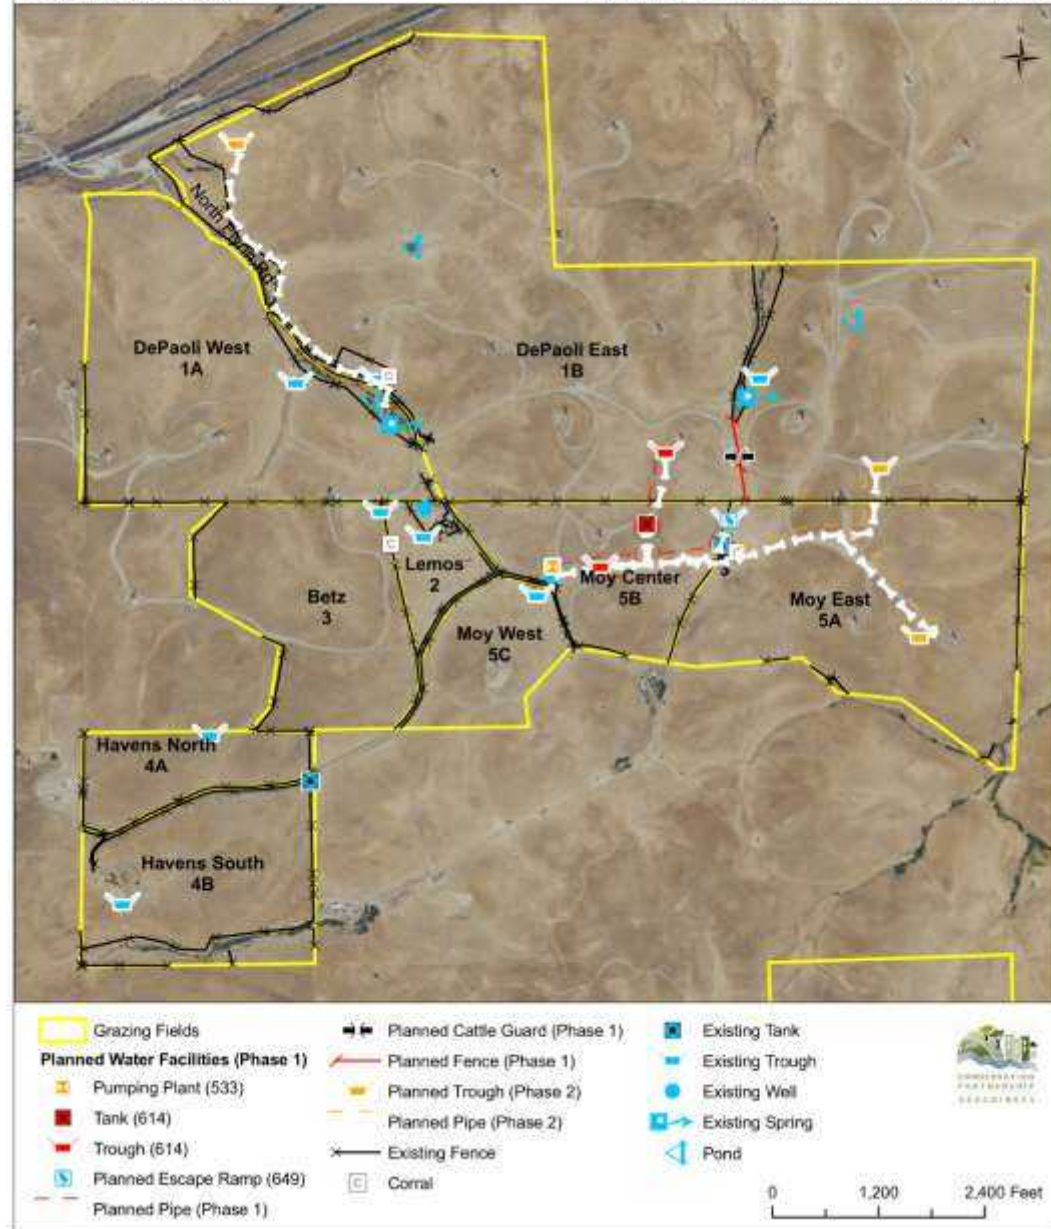 DePaoli West
1A
DePaoli East
1B
Lemos
2
Betz
3
Moy Center
5B
Moy West
5C
Moy East
5A
Havens North
4A
Havens South
4B
Grazing Fields
Planned Water Facilities (Phase 1)
Pumping Plant (533)
Tank (614)
Trough (614)
Planned Escape Ramp (649)
Planned Pipe (Phase 1)
Planned Cattle Guard (Phase 1)
Planned Fence (Phase 1)
Planned Trough (Phase 2)
Planned Pipe (Phase 2)
Existing Fence
C Corral
Existing Tank
Existing Trough
Existing Well
Existing Spring
Pond
CONSERVATION
PARTNERSHIP
0 1,200 2,400 Feet